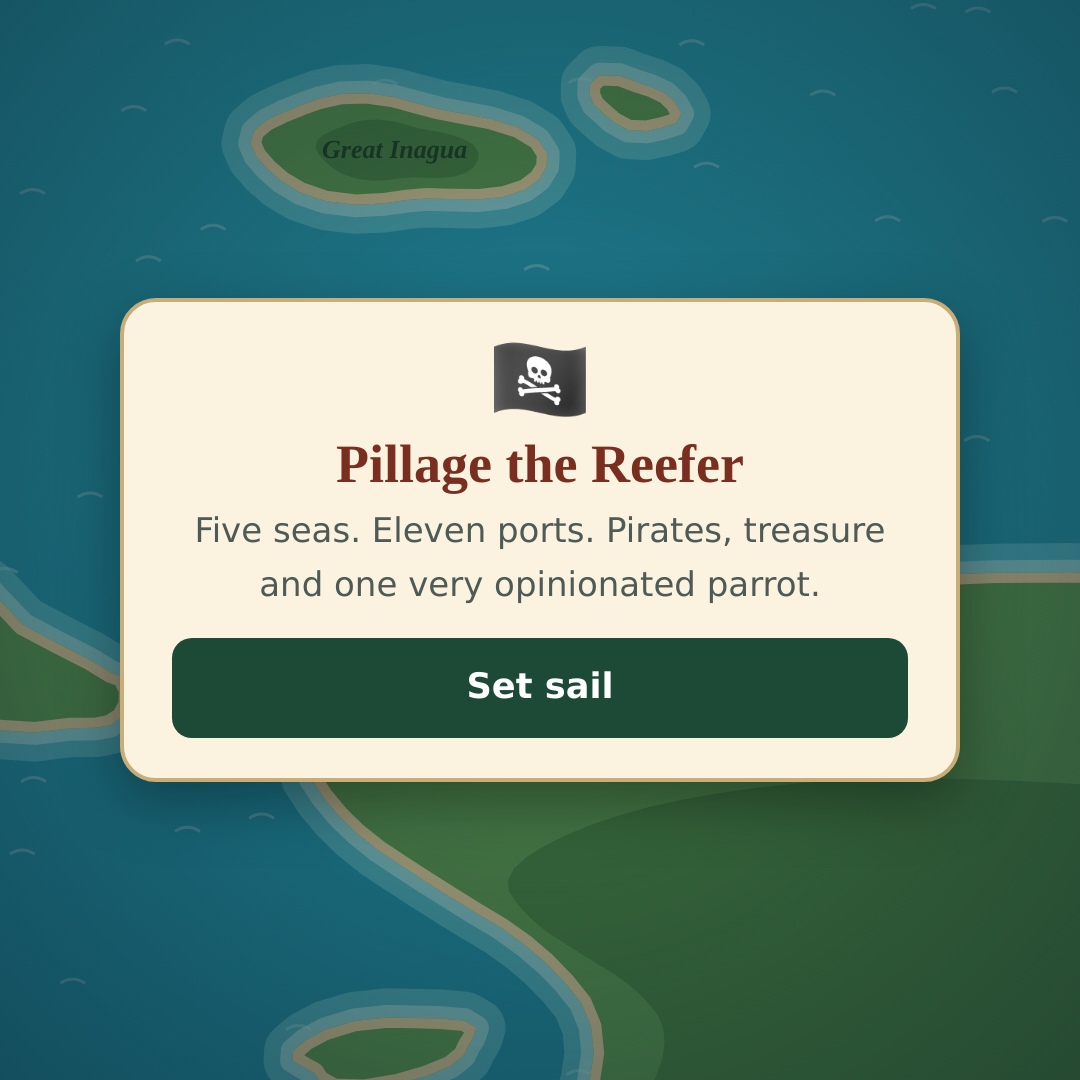 Great Inagua
Pillage the Reefer
Five seas. Eleven ports. Pirates, treasure
and one very opinionated parrot.
Set sail